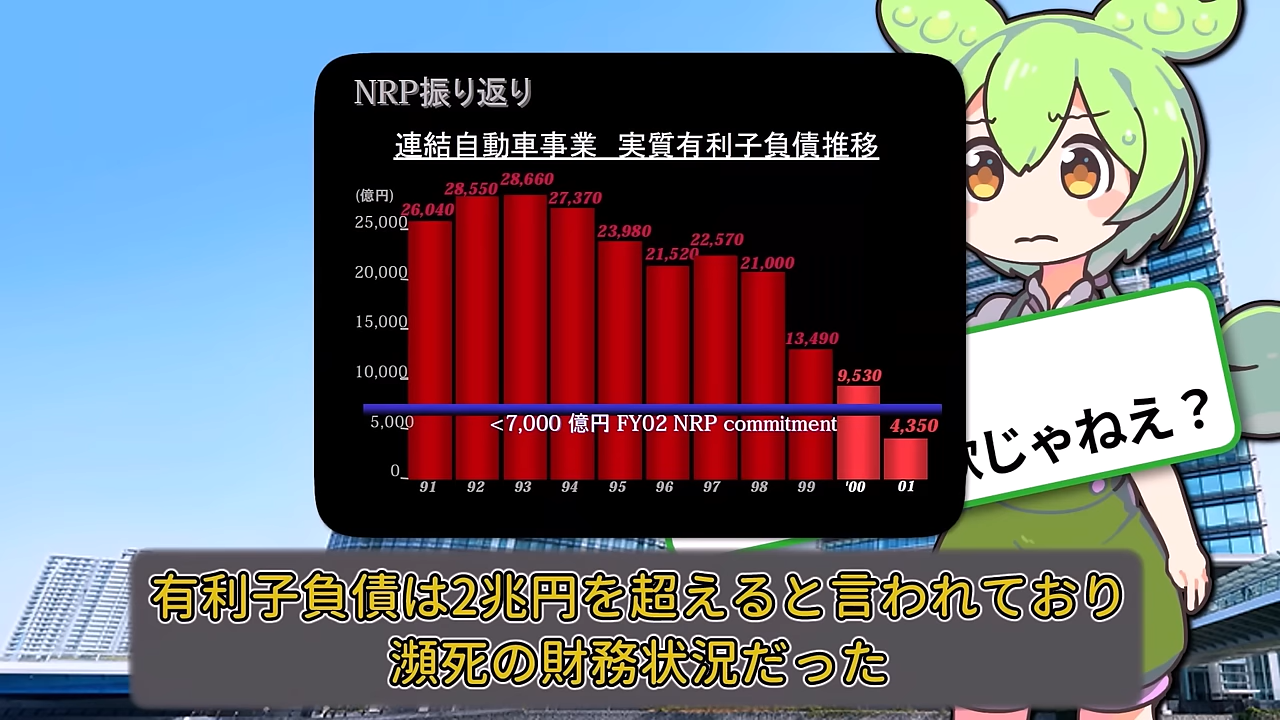 NRP振り返り
連結自動車事業 実質有利子負債推移
(億円)
25,000
20,000
15,000
10,000
5,000
0
26,040
28,550
28,660
27,370
23,980
21,520
22,570
21,000
13,490
9,530
4,350
<7,000 億円 FY02 NRP commitment
91 92 93 94 95 96 97 98 99 '00 01
じゃねえ？
有利子負債は2兆円を超えると言われており
瀕死の財務状況だった